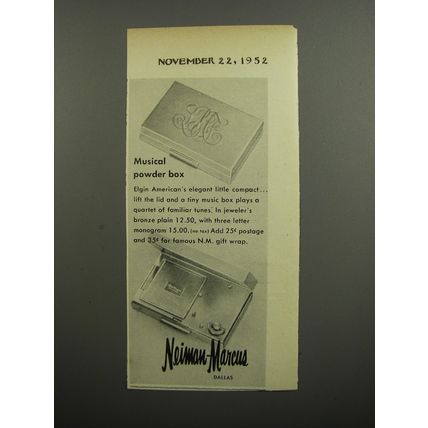 NOVEMBER 22, 1952
Musical
powder box
Elgin American's elegant little compact...
lift the lid and a tiny music box plays a
quartet of familiar tunes. In jeweler's
bronze plain 12.50, with three letter
monogram 15.00. (no tax) Add 25¢ postage
and 35¢ for famous N.M. gift wrap.
Neiman-Marcus
DALLAS